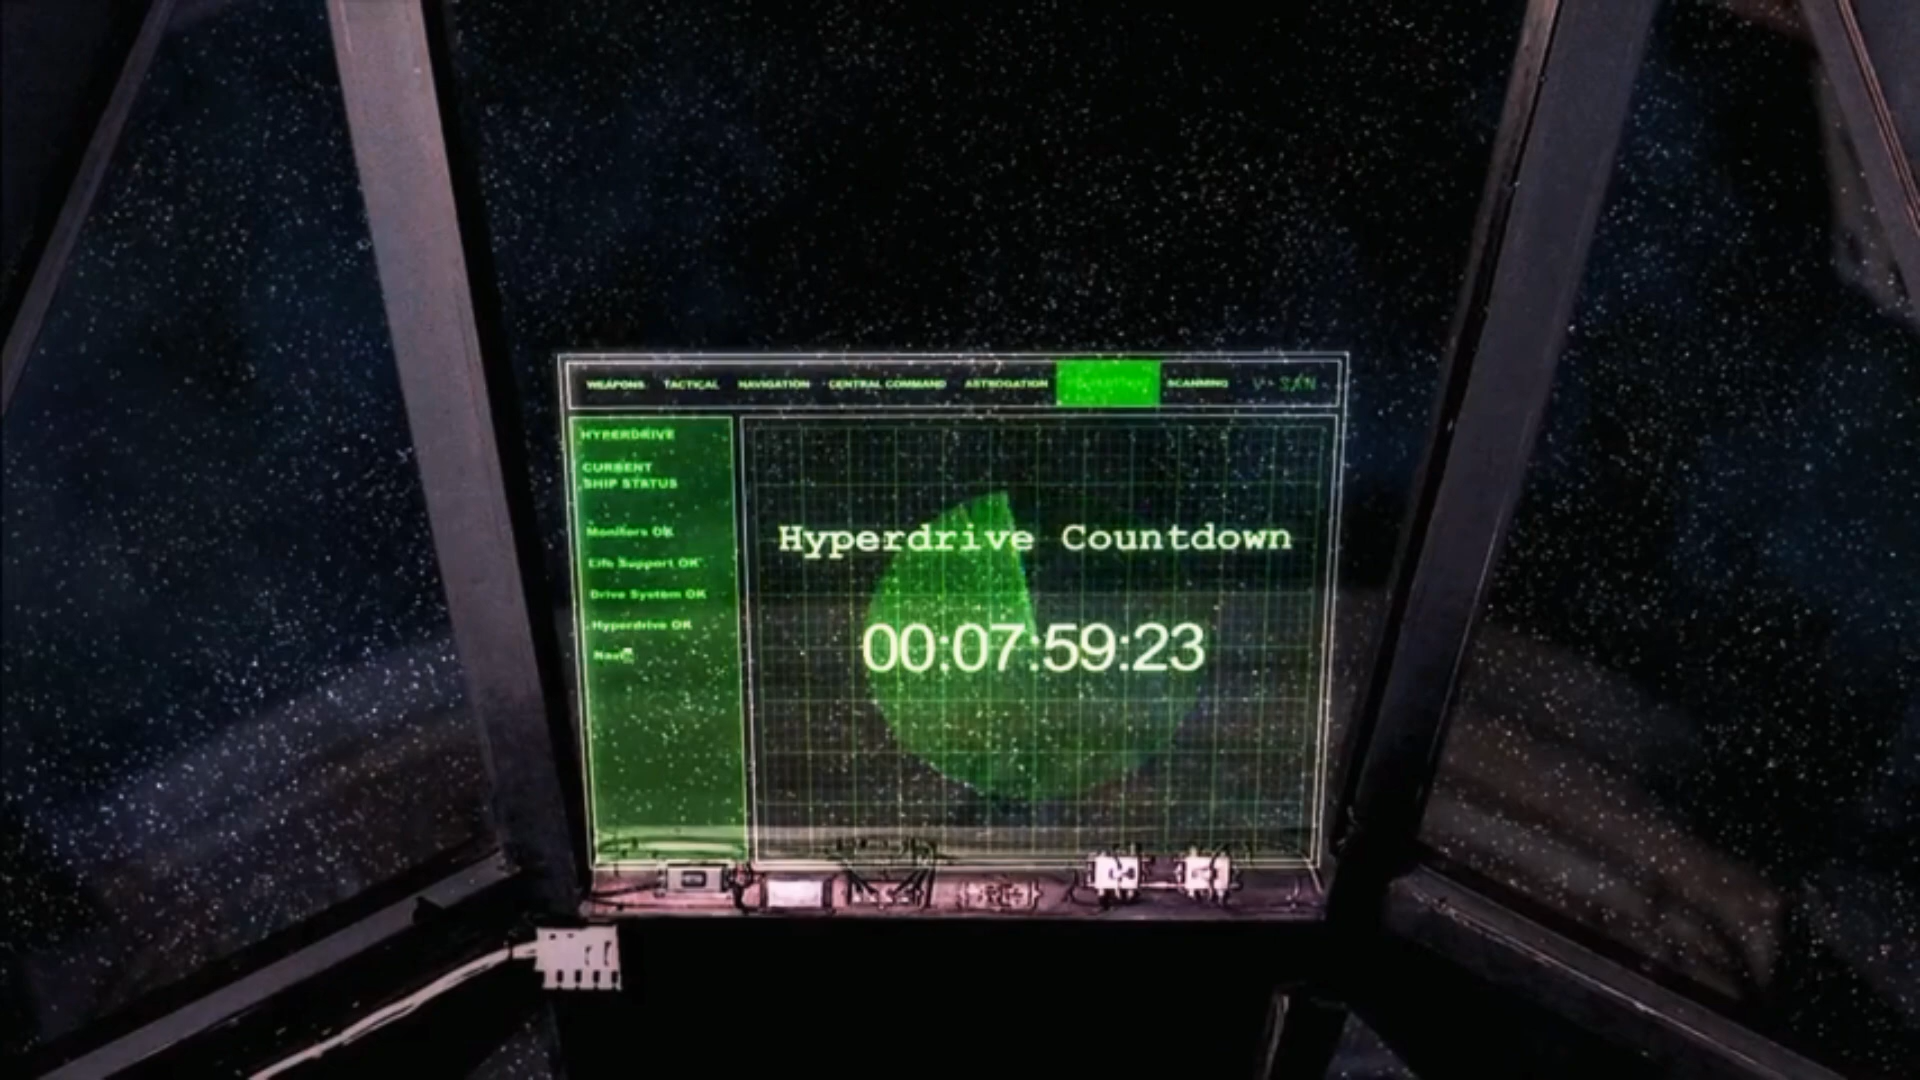 WEAPONS TACTICAL NAVIGATION CENTRAL COMMAND ASTROGATION SCANNING
HYPERDRIVE
CURRENT
SHIP STATUS
Monitors OK
Life Support OK
Drive System OK
Hyperdrive OK
Hyperdrive Countdown
00:07:59:23